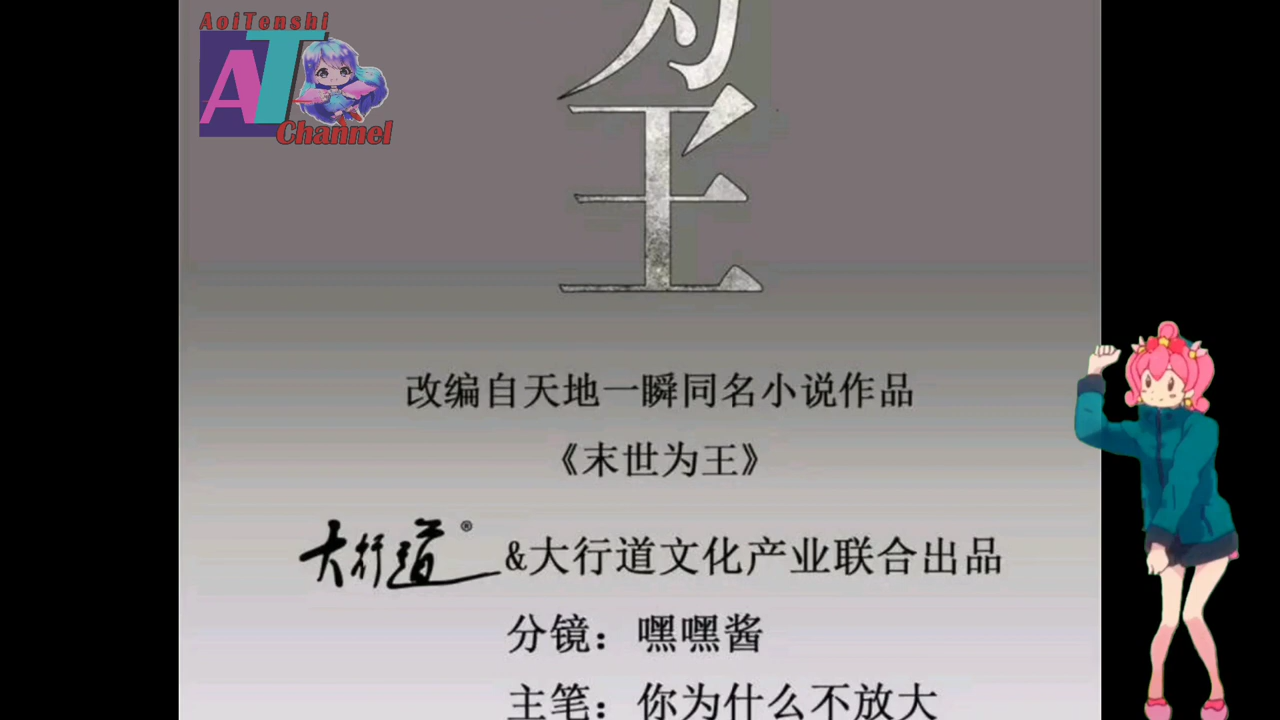 AoiTenshi
AT
Channel
为
王
改编自天地一瞬同名小说作品
《末世为王》
大行道®
&大行道文化产业联合出品
分镜：嘿嘿酱
主笔：你为什么不放大